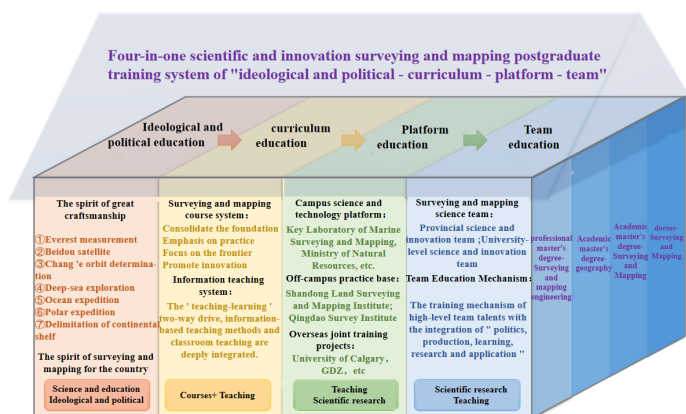 Four-in-one scientific and innovation surveying and mapping postgraduate
training system of "ideological and political - curriculum - platform - team"
Ideological and
political education
curriculum
education
Platform
education
Team
education
The spirit of great
craftsmanship
①Everest measurement
②Beidou satellite
③Chang 'e orbit determina-
tion
④Deep-sea exploration
⑤Ocean expedition
⑥Polar expedition
⑦Delimitation of continental
shelf
The spirit of surveying and
mapping for the country
Science and education
Ideological and political
Surveying and mapping
course system:
Consolidate the foundation
Emphasis on practice
Focus on the frontier
Promote innovation
Information teaching
system:
The ' teaching-learning '
two-way drive, information-
based teaching methods and
classroom teaching are
deeply integrated.
Courses+ Teaching
Campus science and
technology platform:
Key Laboratory of Marine
Surveying and Mapping,
Ministry of Natural
Resources, etc.
Off-campus practice base:
Shandong Land Surveying
and Mapping Institute;
Qingdao Survey Institute
Overseas joint training
projects:
University of Calgary,
GDZ, etc
Teaching
Scientific research
Surveying and mapping
science team:
Provincial science and
innovation team ;University-
level science and innovation
team
Team Education Mechanism:
The training mechanism of
high-level team talents with
the integration of " politics,
production, learning,
research and application "
Scientific research
Teaching
professional
master's
degree-
Surveying
and
mapping
engineering
Academic
master's
degree-
geography
Academic
master's
degree-
Surveying
and
Mapping
doctor-
Surveying
and
Mapping